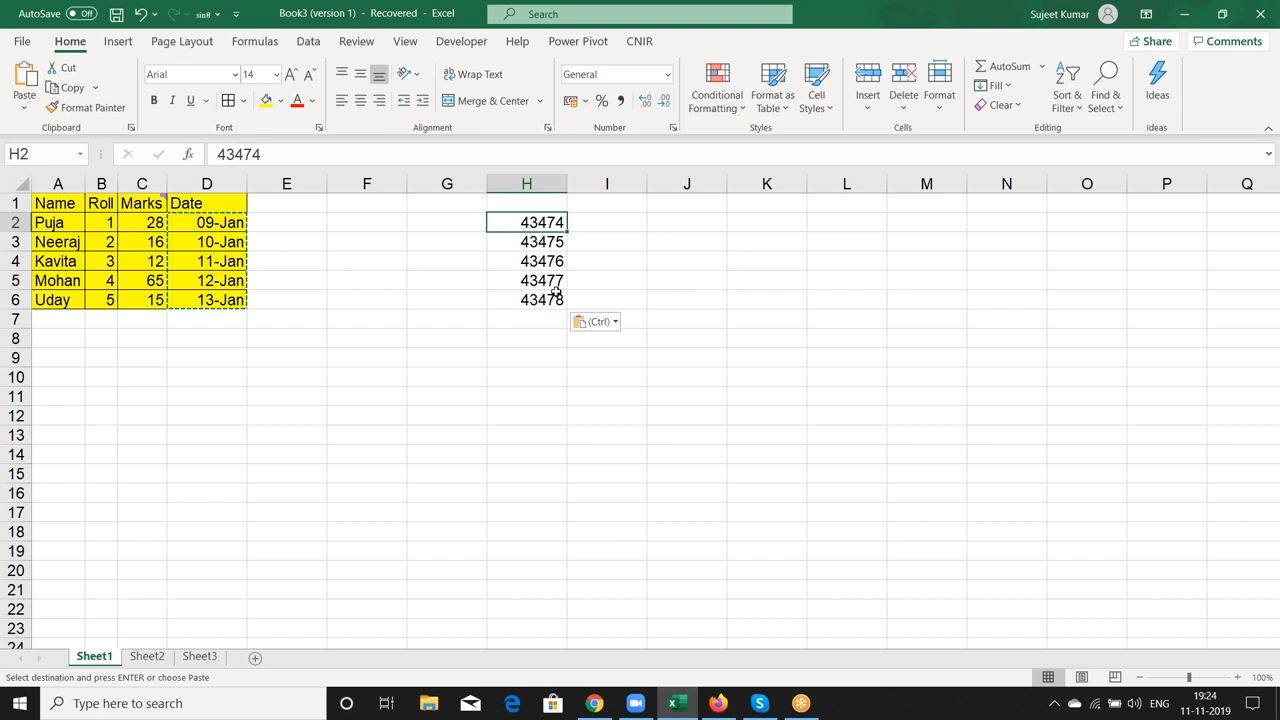 AutoSave Off
Book3 (version 1) - Recovered - Excel
Search
Sujeet Kumar
File Home Insert Page Layout Formulas Data Review View Developer Help Power Pivot CNIR
Share Comments
Paste
Cut
Copy
Format Painter
Clipboard
Arial 14
B I U
Font
Wrap Text
Merge & Center
Alignment
General
Number
Conditional Formatting
Format as Table
Cell Styles
Styles
Insert Delete Format
Cells
AutoSum
Fill
Clear
Sort & Filter
Find & Select
Editing
Ideas
Ideas
H2 fx 43474
A B C D E F G H I J K L M N O P Q
1 Name Roll Marks Date
2 Puja 1 28 09-Jan 43474
3 Neeraj 2 16 10-Jan 43475
4 Kavita 3 12 11-Jan 43476
5 Mohan 4 65 12-Jan 43477
6 Uday 5 15 13-Jan 43478
7 (Ctrl)
8
9
10
11
12
13
14
15
16
17
18
19
20
21
22
23
24
Sheet1 Sheet2 Sheet3
Select destination and press ENTER or choose Paste
100%
Type here to search
ENG
19:24
11-11-2019